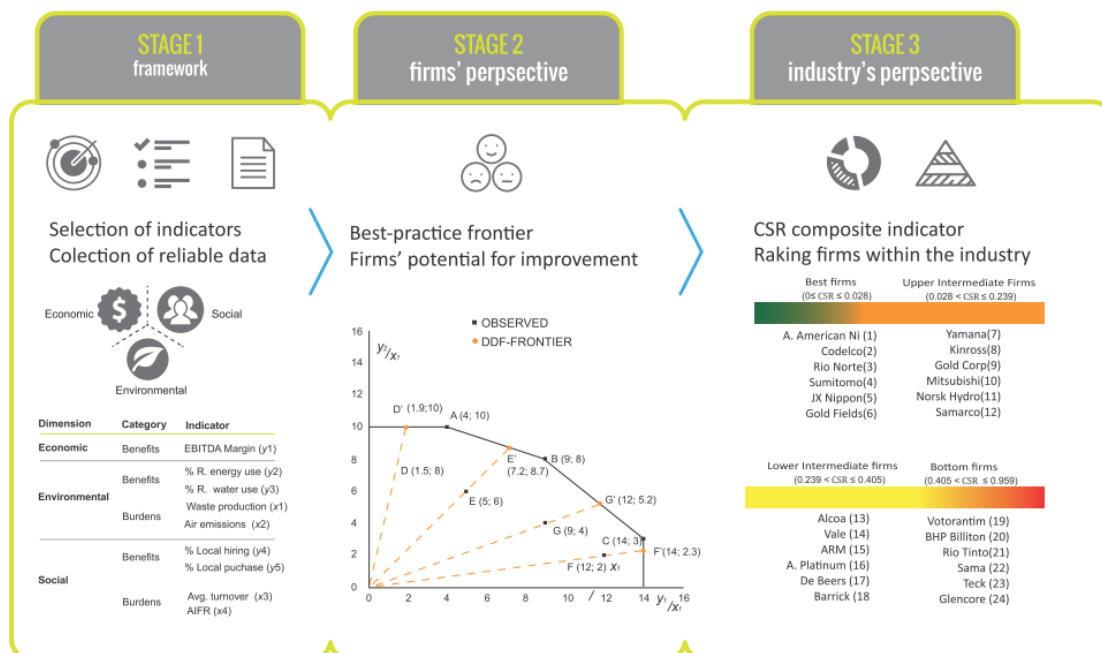 STAGE 1
framework
STAGE 2
firms' perpsective
STAGE 3
industry's perpsective
Selection of indicators
Colection of reliable data
Economic
$
Social
Environmental
Dimension Category Indicator
Economic Benefits EBITDA Margin (y1)
Environmental
Benefits
% R. energy use (y2)
% R. water use (y3)
Burdens
Waste production (x1)
Air emissions (x2)
Social
Benefits
% Local hiring (y4)
% Local puchase (y5)
Burdens
Avg. turnover (x3)
AIFR (x4)
Best-practice frontier
Firms' potential for improvement
OBSERVED
DDF-FRONTIER
y₂/x₁
16
14
12
10
8
6
4
2
0
D' (1.9;10)
A (4; 10)
D (1.5; 8)
E'
(7.2; 8.7)
B (9; 8)
E (5; 6)
G' (12; 5.2)
G (9; 4)
C (14; 3)
F'(14; 2.3)
F (12; 2)
x₁
0 2 4 6 8 10 / 12 14 16
y₁/x₁
CSR composite indicator
Raking firms within the industry
Best firms
(0≤ CSR ≤ 0.028)
Upper Intermediate Firms
(0.028 < CSR ≤ 0.239)
A. American Ni (1)
Codelco(2)
Rio Norte(3)
Sumitomo(4)
JX Nippon(5)
Gold Fields(6)
Yamana(7)
Kinross(8)
Gold Corp(9)
Mitsubishi(10)
Norsk Hydro(11)
Samarco(12)
Lower Intermediate firms
(0.239 < CSR ≤ 0.405)
Bottom firms
(0.405 < CSR ≤ 0.959)
Alcoa (13)
Vale (14)
ARM (15)
A. Platinum (16)
De Beers (17)
Barrick (18
Votorantim (19)
BHP Billiton (20)
Rio Tinto(21)
Sama (22)
Teck (23)
Glencore (24)